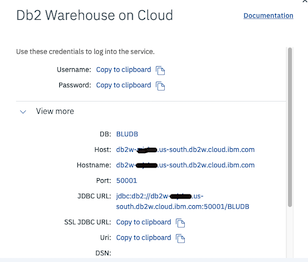 Db2 Warehouse on Cloud
Documentation
Use these credentials to log into the service.
Username: Copy to clipboard
Password: Copy to clipboard
View more
DB: BLUDB
Host: db2w- .us-south.db2w.cloud.ibm.com
Hostname: db2w- .us-south.db2w.cloud.ibm.com
Port: 50001
JDBC URL: jdbc:db2://db2w- .us-
south.db2w.cloud.ibm.com:50001/BLUDB
SSL JDBC URL: Copy to clipboard
Uri: Copy to clipboard
DSN: